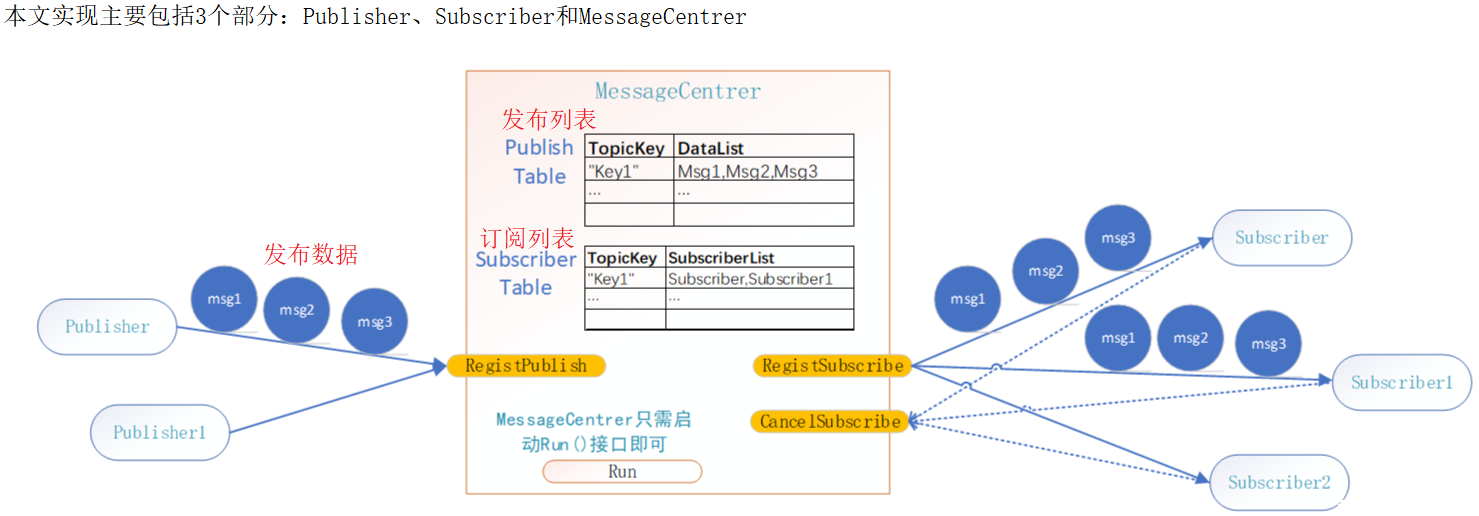 本文实现主要包括3个部分：Publisher、Subscriber和MessageCentrer
MessageCentrer
发布列表
Publish
Table
TopicKey DataList
"Key1" Msg1,Msg2,Msg3
... ...
订阅列表
Subscriber
Table
TopicKey SubscriberList
"Key1" Subscriber,Subscriber1
... ...
发布数据
msg1
msg2
msg3
Publisher
Publisher1
RegistPublish
RegistSubscribe
CancelSubscribe
MessageCentrer只需启
动Run()接口即可
Run
msg1
msg2
msg3
Subscriber
msg1
msg2
msg3
Subscriber1
Subscriber2